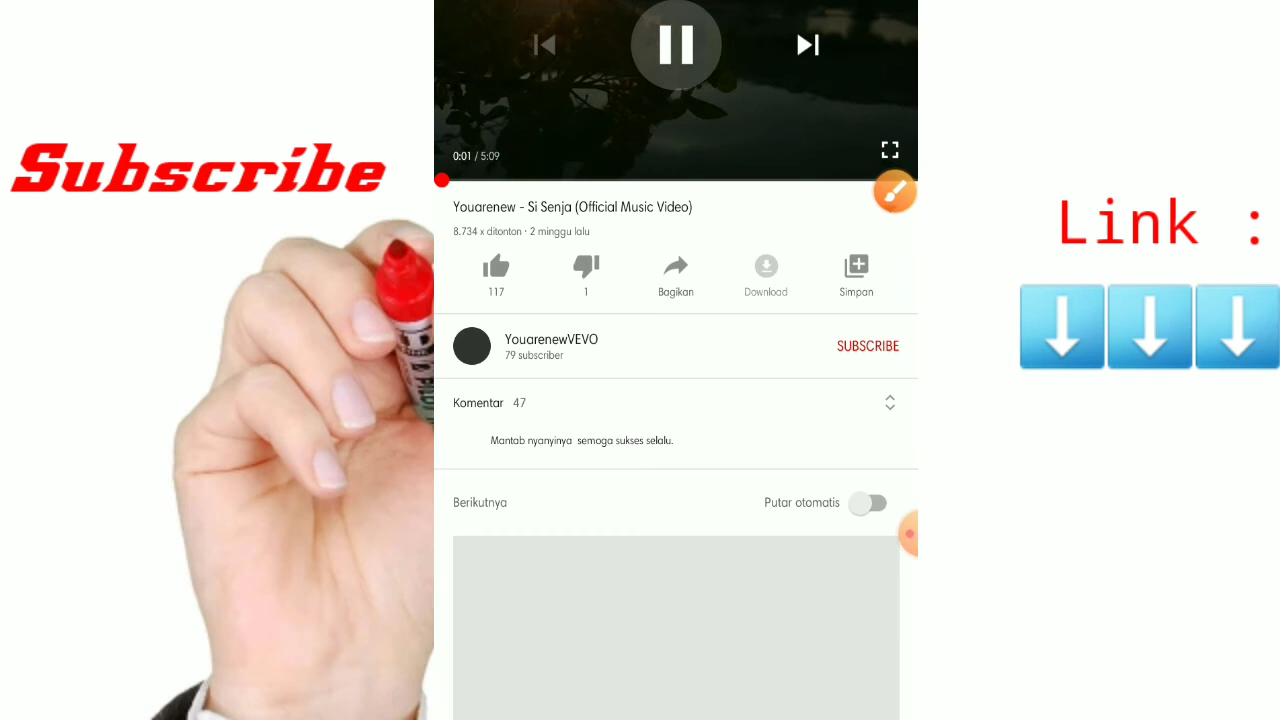 Subscribe
0:01 / 5:09
Youarenew - Si Senja (Official Music Video)
8.734 x ditonton · 2 minggu lalu
117
1
Bagikan
Download
Simpan
YouarenewVEVO
79 subscriber
SUBSCRIBE
Komentar 47
Mantab nyanyinya semoga sukses selalu.
Berikutnya
Putar otomatis
Link :